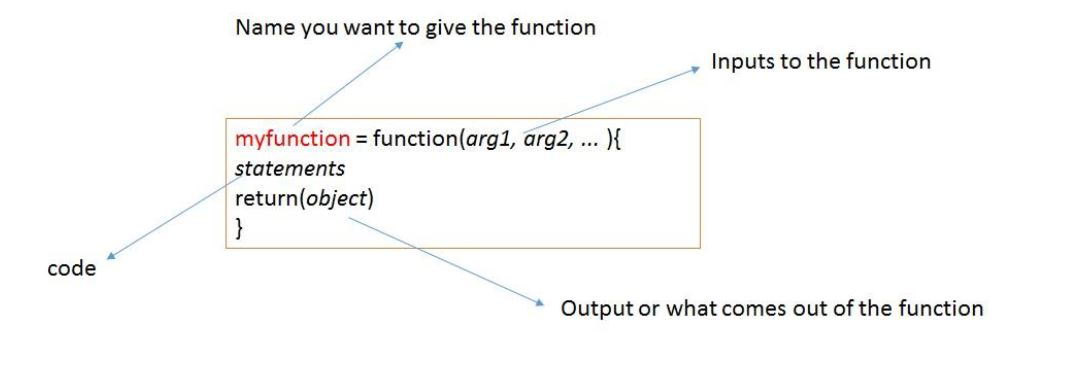 Name you want to give the function
Inputs to the function
myfunction = function(arg1, arg2, ... ){
statements
return(object)
}
code
Output or what comes out of the function